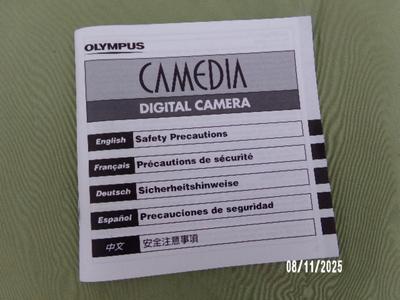 OLYMPUS
CAMEDIA
DIGITAL CAMERA
English Safety Precautions
Français Précautions de sécurité
Deutsch Sicherheitshinweise
Español Precauciones de seguridad
中文 安全注意事項
08/11/2025